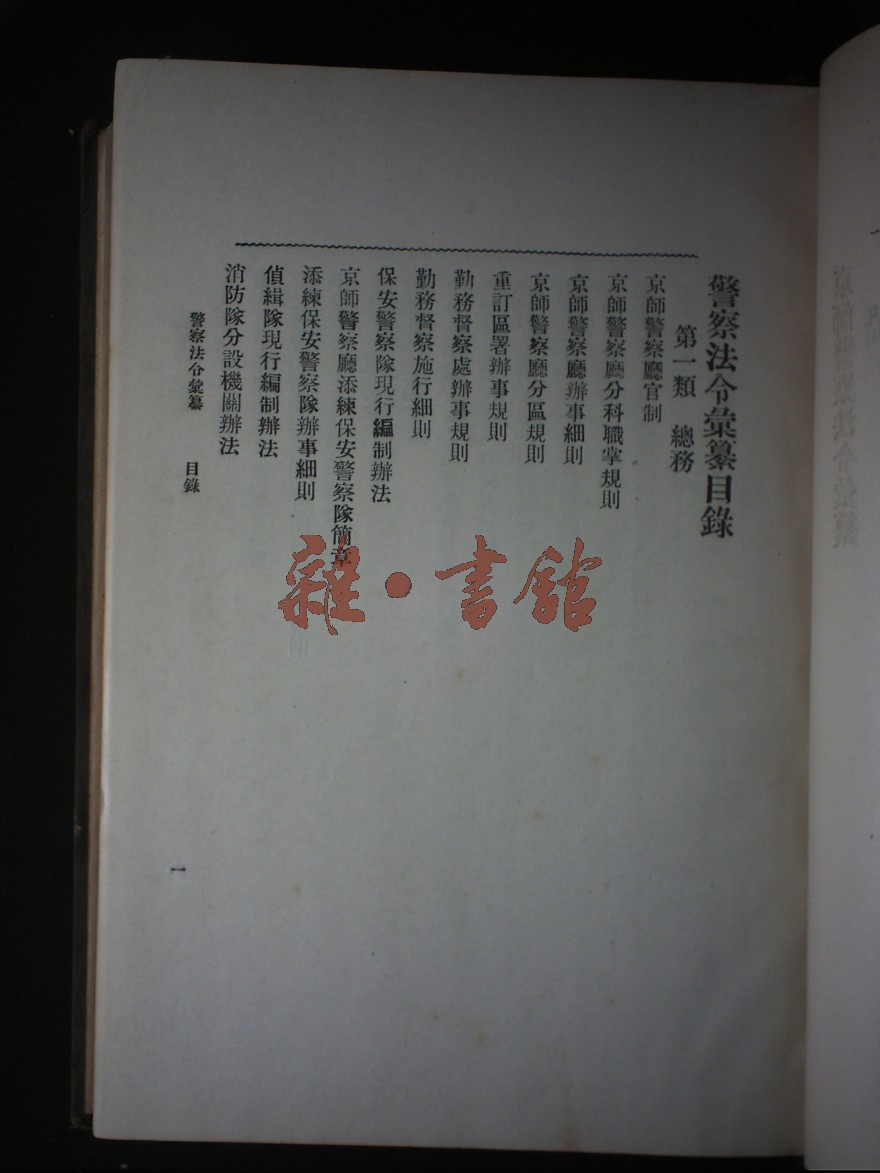 警察法令彙纂目錄
第一類 總務
京師警察廳官制
京師警察廳分科職掌規則
京師警察廳辦事細則
京師警察廳分區規則
重訂區署辦事規則
勤務督察處辦事規則
勤務督察施行細則
保安警察隊現行編制辦法
京師警察廳添練保安警察隊簡章
添練保安警察隊辦事細則
偵緝隊現行編制辦法
消防隊分設機關辦法
警察法令彙纂 目錄
一
雜·書館